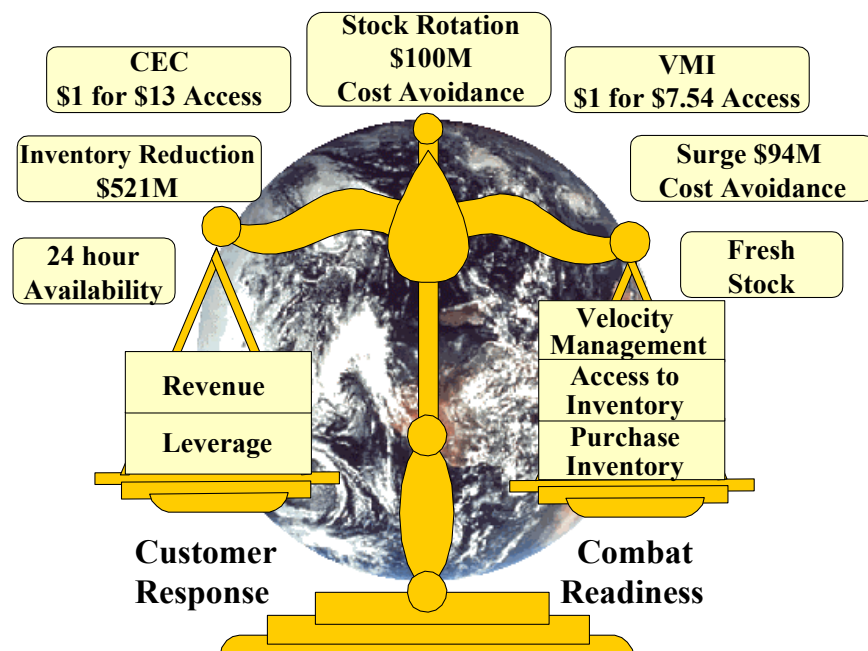 Stock Rotation
$100M
Cost Avoidance
CEC
$1 for $13 Access
VMI
$1 for $7.54 Access
Inventory Reduction
$521M
Surge $94M
Cost Avoidance
24 hour
Availability
Fresh
Stock
Revenue
Leverage
Velocity
Management
Access to
Inventory
Purchase
Inventory
Customer
Response
Combat
Readiness